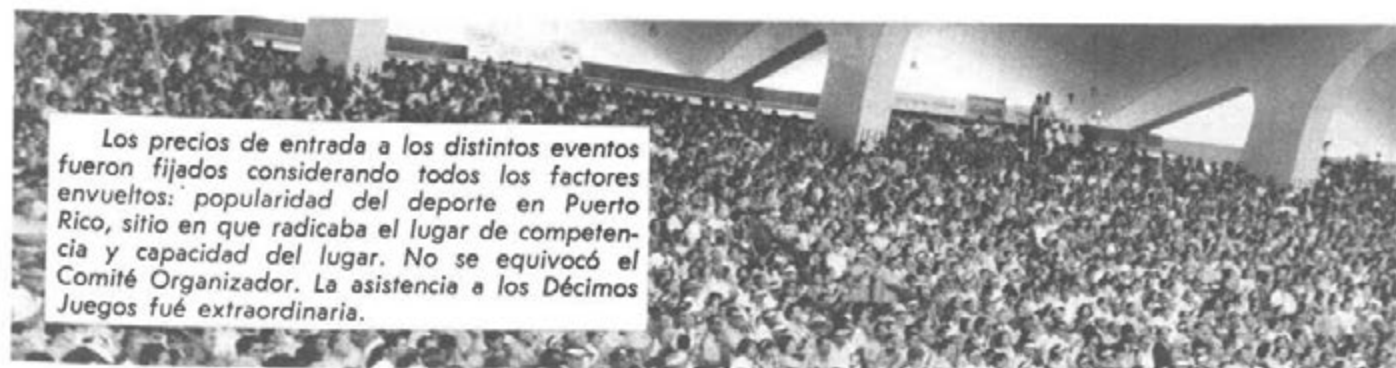 Los precios de entrada a los distintos eventos
fueron fijados considerando todos los factores
envueltos: popularidad del deporte en Puerto
Rico, sitio en que radicaba el lugar de competen-
cia y capacidad del lugar. No se equivocó el
Comité Organizador. La asistencia a los Décimos
Juegos fué extraordinaria.